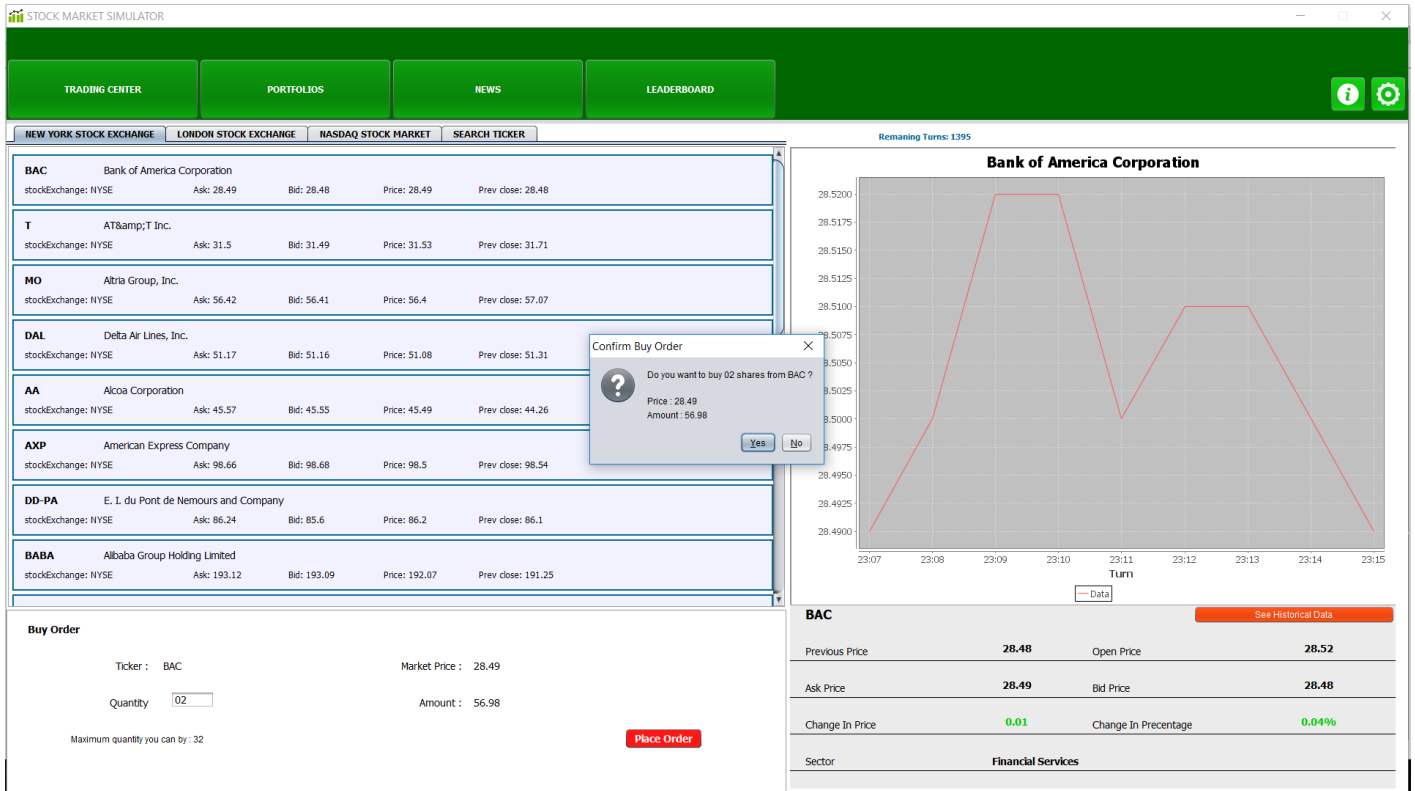 STOCK MARKET SIMULATOR
TRADING CENTER PORTFOLIOS NEWS LEADERBOARD
NEW YORK STOCK EXCHANGE LONDON STOCK EXCHANGE NASDAQ STOCK MARKET SEARCH TICKER
BAC Bank of America Corporation
stockExchange: NYSE Ask: 28.49 Bid: 28.48 Price: 28.49 Prev close: 28.48
T AT&amp;T Inc.
stockExchange: NYSE Ask: 31.5 Bid: 31.49 Price: 31.53 Prev close: 31.71
MO Altria Group, Inc.
stockExchange: NYSE Ask: 56.42 Bid: 56.41 Price: 56.4 Prev close: 57.07
DAL Delta Air Lines, Inc.
stockExchange: NYSE Ask: 51.17 Bid: 51.16 Price: 51.08 Prev close: 51.31
AA Alcoa Corporation
stockExchange: NYSE Ask: 45.57 Bid: 45.55 Price: 45.49 Prev close: 44.26
AXP American Express Company
stockExchange: NYSE Ask: 98.66 Bid: 98.68 Price: 98.5 Prev close: 98.54
DD-PA E. I. du Pont de Nemours and Company
stockExchange: NYSE Ask: 86.24 Bid: 85.6 Price: 86.2 Prev close: 86.1
BABA Alibaba Group Holding Limited
stockExchange: NYSE Ask: 193.12 Bid: 193.09 Price: 192.07 Prev close: 191.25
Confirm Buy Order
Do you want to buy 02 shares from BAC ?
Price : 28.49
Amount : 56.98
Yes No
Buy Order
Ticker : BAC Market Price : 28.49
Quantity 02 Amount : 56.98
Maximum quantity you can by : 32
Place Order
Remaning Turns: 1395
Bank of America Corporation
28.5200
28.5175
28.5150
28.5125
28.5100
8.5075
8.5050
8.5025
8.5000
8.4975
28.4950
28.4925
28.4900
23:07 23:08 23:09 23:10 23:11 23:12 23:13 23:14 23:15
Turn
Data
BAC See Historical Data
Previous Price 28.48 Open Price 28.52
Ask Price 28.49 Bid Price 28.48
Change In Price 0.01 Change In Precentage 0.04%
Sector Financial Services